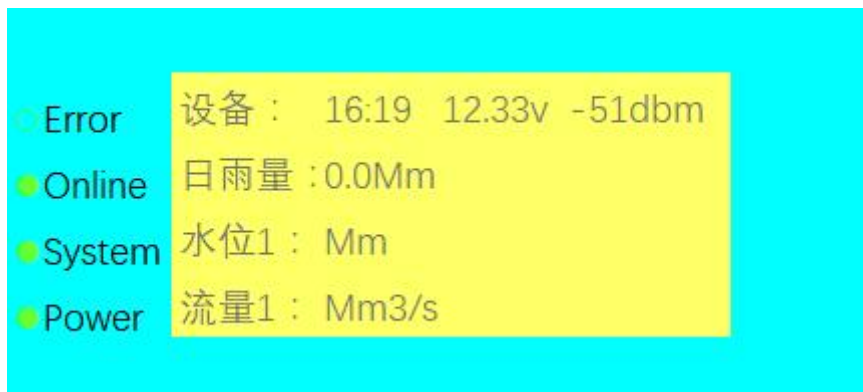 Error
Online
System
Power
设备： 16:19 12.33v -51dbm
日雨量：0.0Mm
水位1： Mm
流量1： Mm3/s